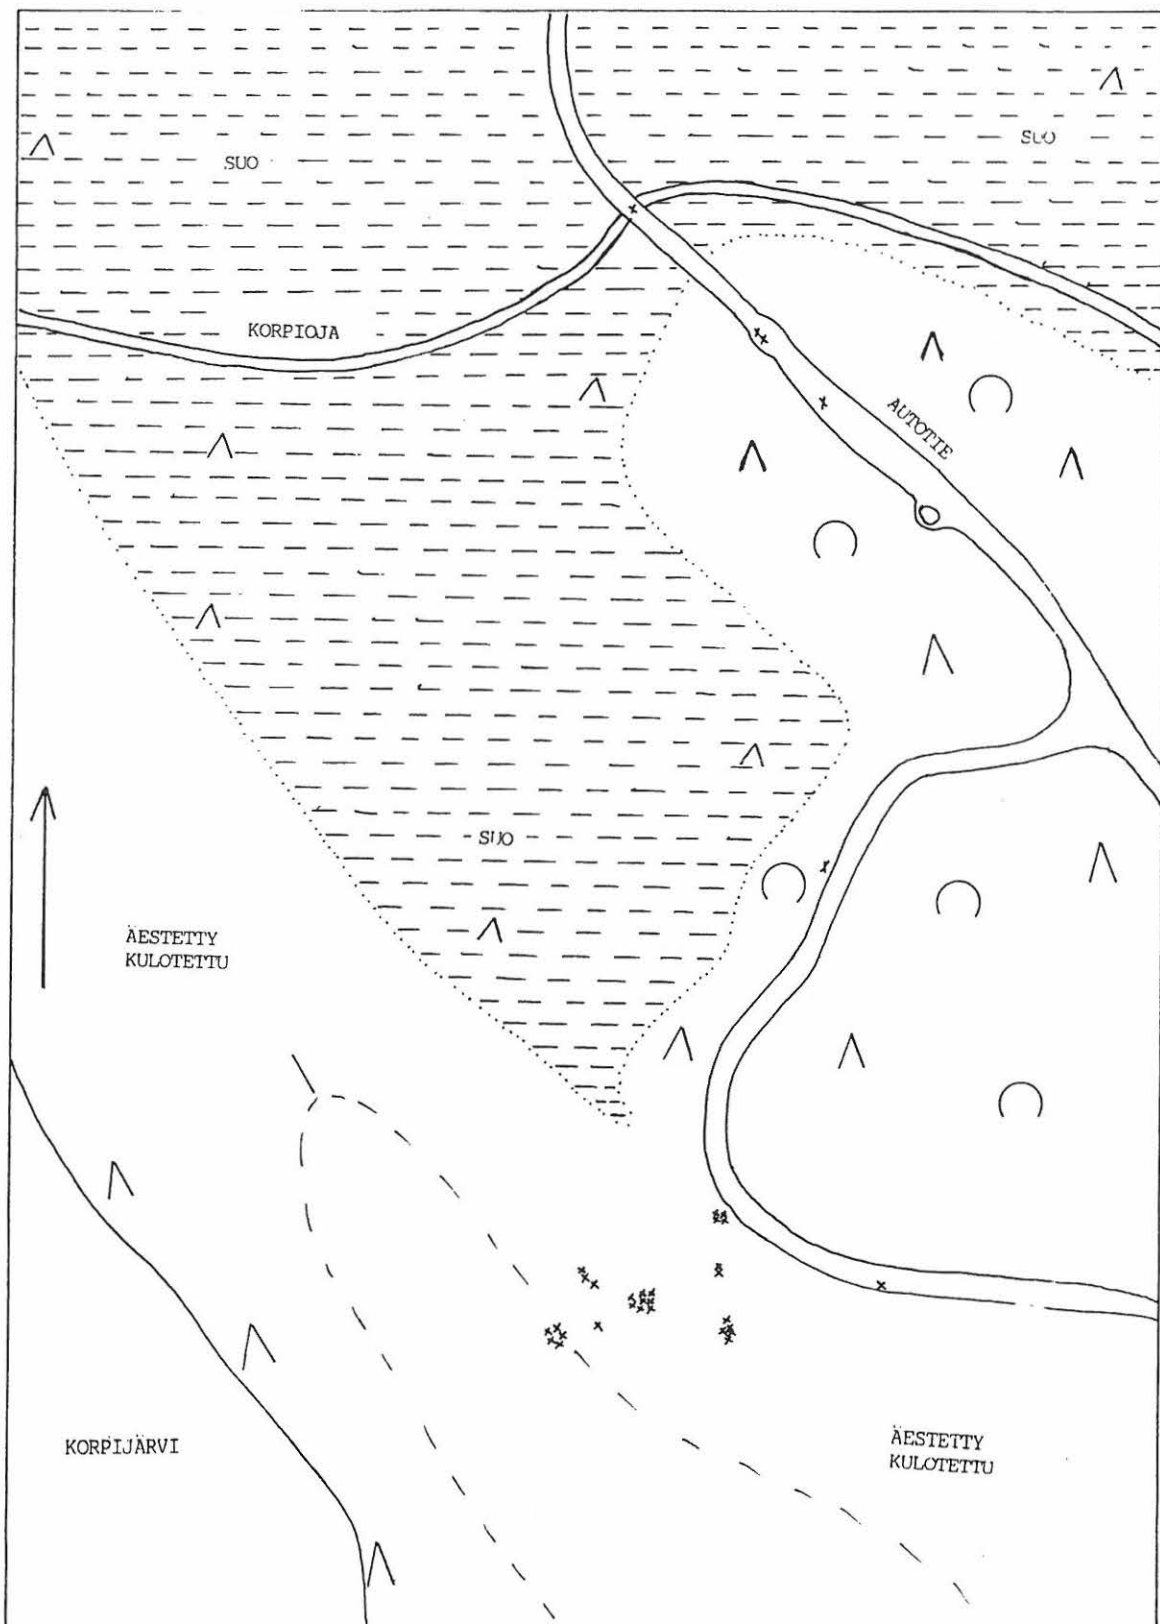 SUO
SUO
KORPIOJA
AUTOTIE
SUO
ÄESTETTY
KULOTETTU
KORPIJÄRVI
ÄESTETTY
KULOTETTU